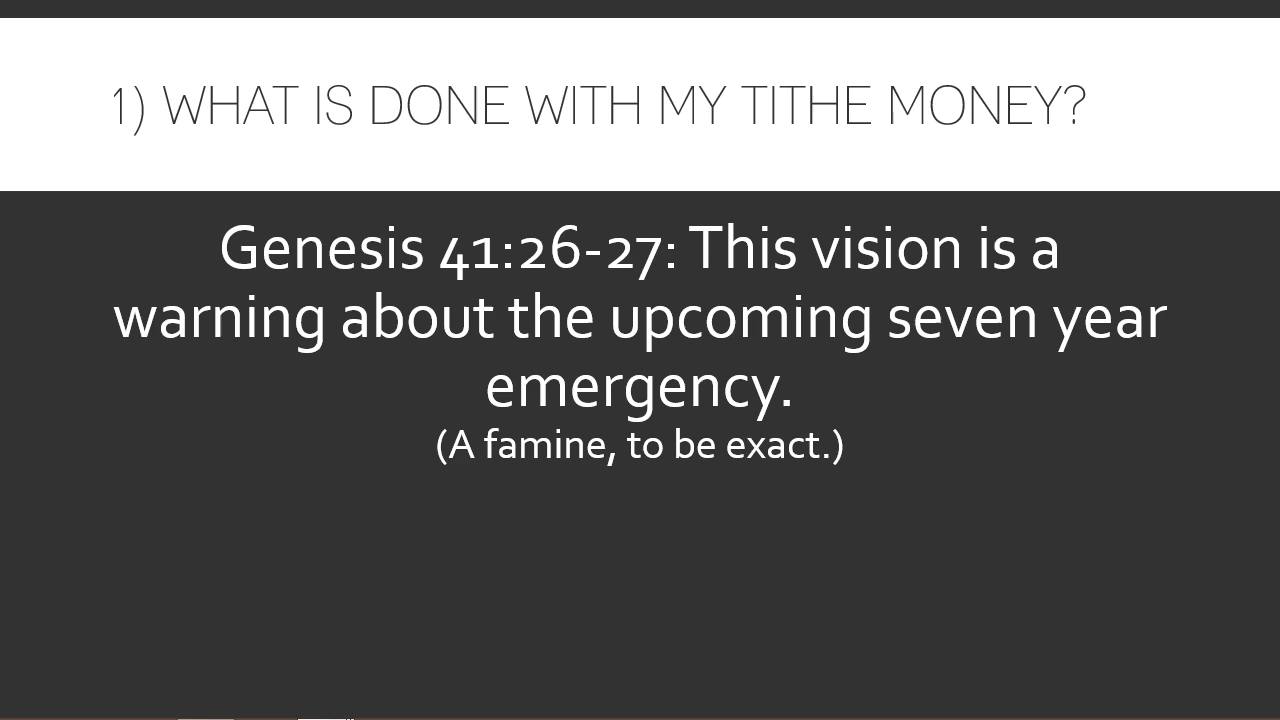 1) WHAT IS DONE WITH MY TITHE MONEY?
Genesis 41:26-27: This vision is a
warning about the upcoming seven year
emergency.
(A famine, to be exact.)